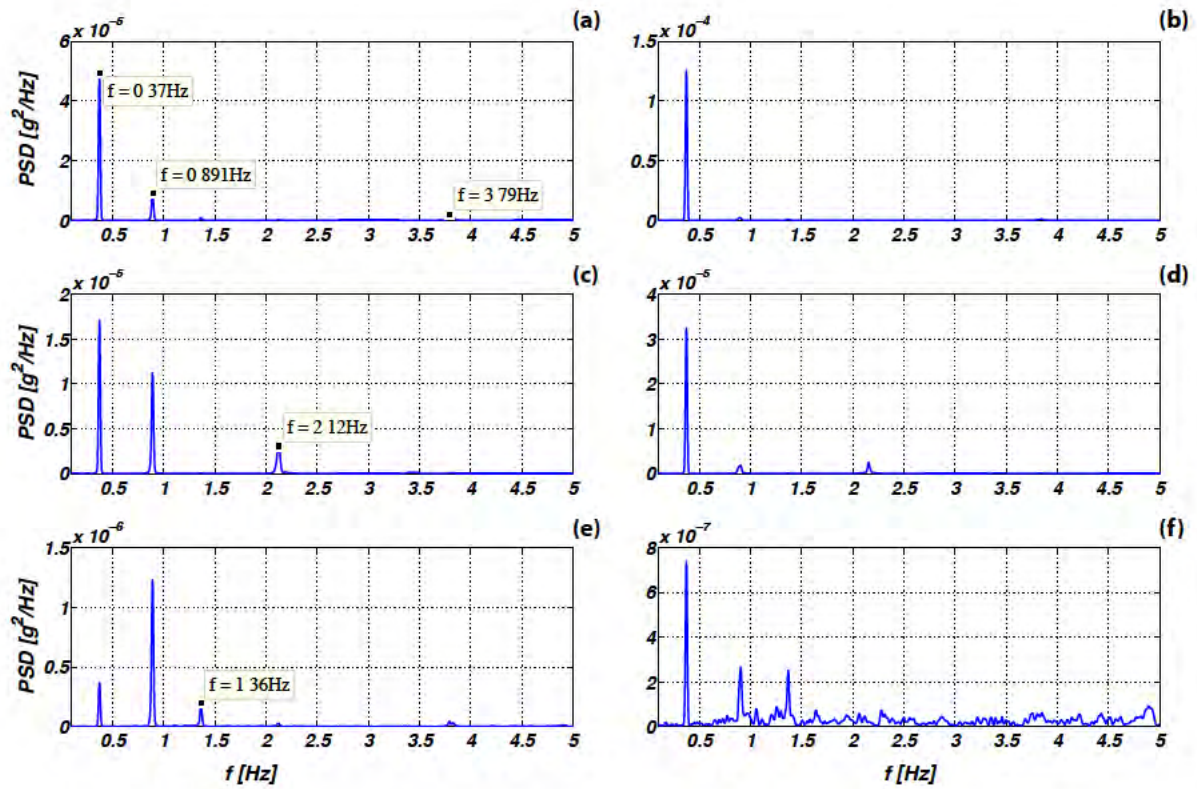 (a)
x 10⁻⁵
6
4
2
0
PSD [g²/Hz]
f = 0 37Hz
f = 0 891Hz
f = 3 79Hz
0.5 1 1.5 2 2.5 3 3.5 4 4.5 5
(b)
x 10⁻⁴
1.5
1
0.5
0
0.5 1 1.5 2 2.5 3 3.5 4 4.5 5
(c)
x 10⁻⁵
2
1.5
1
0.5
0
PSD [g²/Hz]
f = 2 12Hz
0.5 1 1.5 2 2.5 3 3.5 4 4.5 5
(d)
x 10⁻⁵
4
3
2
1
0
0.5 1 1.5 2 2.5 3 3.5 4 4.5 5
(e)
x 10⁻⁶
1.5
1
0.5
0
PSD [g²/Hz]
f = 1 36Hz
0.5 1 1.5 2 2.5 3 3.5 4 4.5 5
f [Hz]
(f)
x 10⁻⁷
8
6
4
2
0
0.5 1 1.5 2 2.5 3 3.5 4 4.5 5
f [Hz]